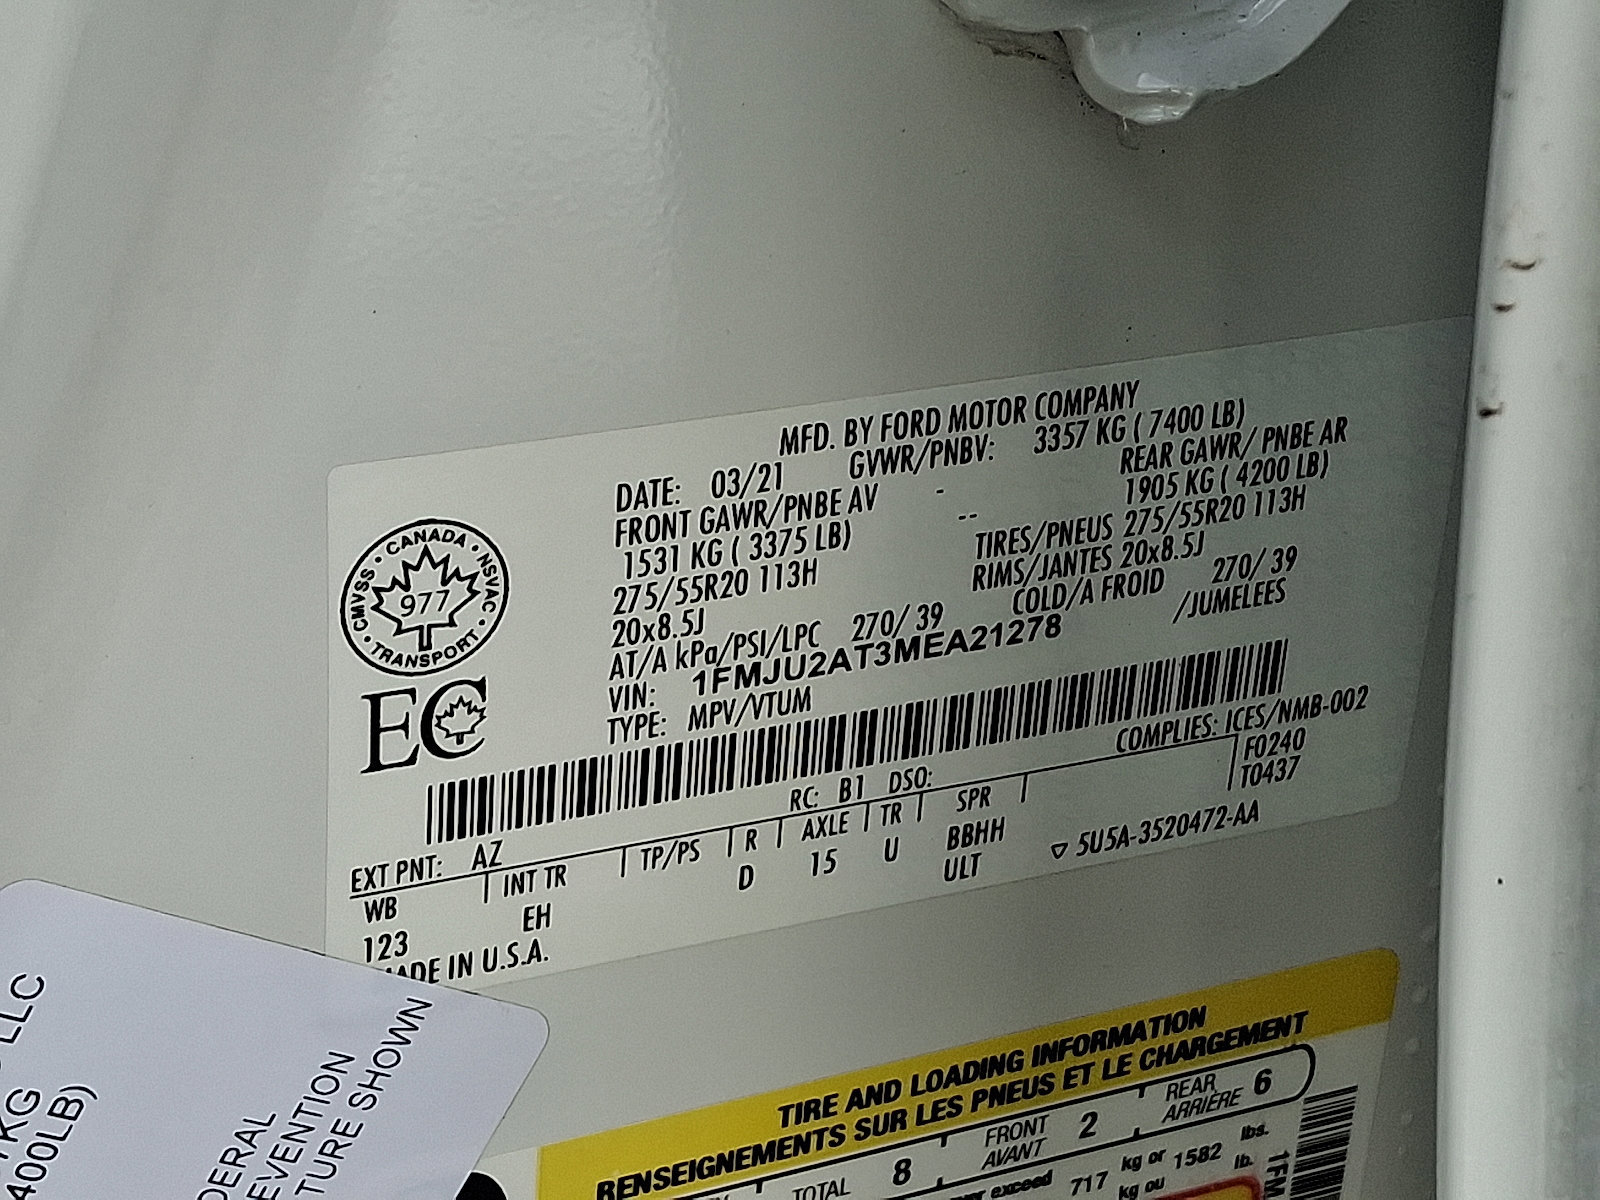 MFD. BY FORD MOTOR COMPANY
DATE: 03/21 GVWR/PNBV: 3357 KG ( 7400 LB)
FRONT GAWR/PNBE AV - REAR GAWR/ PNBE AR
1531 KG ( 3375 LB) -- 1905 KG ( 4200 LB)
275/55R20 113H TIRES/PNEUS 275/55R20 113H
20x8.5J RIMS/JANTES 20x8.5J
AT/A kPa/PSI/LPC 270/ 39 COLD/A FROID 270/ 39
VIN: 1FMJU2AT3MEA21278 /JUMELEES
TYPE: MPV/VTUM
CANADA
CMVSS
NSVAC
977
TRANSPORT
EC
COMPLIES: ICES/NMB-002
RC: B1 DSO: F0240
EXT PNT: AZ T0437
WB INT TR TP/PS R AXLE TR SPR
123 EH D 15 U BBHH
ULT
5U5A-3520472-AA
MADE IN U.S.A.
LLC
KG
400LB)
DERAL
EVENTION
TURE SHOWN
TIRE AND LOADING INFORMATION
RENSEIGNEMENTS SUR LES PNEUS ET LE CHARGEMENT
TOTAL 8 FRONT AVANT 2 REAR ARRIÈRE 6
exceed 717 kg or 1582 lbs.
kg ou lb.
1FM